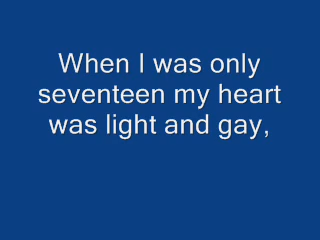 When I was only
seventeen my heart
was light and gay,